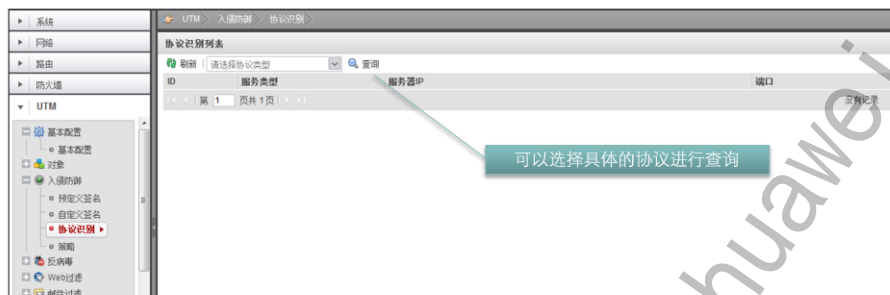 系统
网络
路由
防火墙
UTM
基本配置
基本配置
对象
入侵防御
预定义签名
自定义签名
协议识别
策略
反病毒
Web过滤
邮件过滤
UTM 入侵防御 协议识别
协议识别列表
刷新 请选择协议类型 查询
ID 服务类型 服务器IP 端口
第 1 页共 1页 没有记录
可以选择具体的协议进行查询
huawei